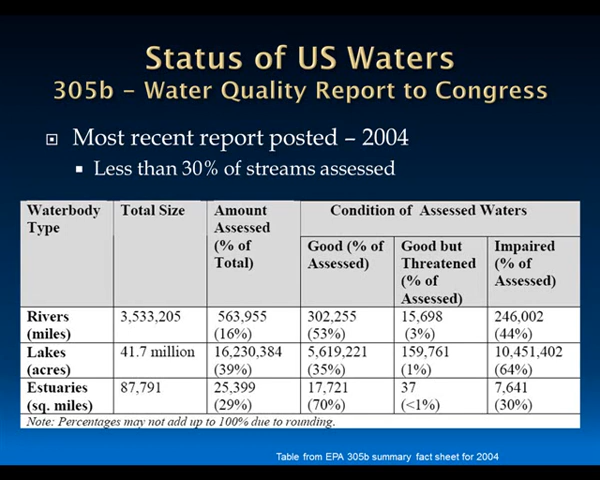 Status of US Waters
305b – Water Quality Report to Congress
Most recent report posted – 2004
Less than 30% of streams assessed
Waterbody Type Total Size Amount Assessed (% of Total) Condition of Assessed Waters
Good (% of Assessed) Good but Threatened (% of Assessed) Impaired (% of Assessed)
Rivers (miles) 3,533,205 563,955 (16%) 302,255 (53%) 15,698 (3%) 246,002 (44%)
Lakes (acres) 41.7 million 16,230,384 (39%) 5,619,221 (35%) 159,761 (1%) 10,451,402 (64%)
Estuaries (sq. miles) 87,791 25,399 (29%) 17,721 (70%) 37 (<1%) 7,641 (30%)
Note: Percentages may not add up to 100% due to rounding.
Table from EPA 305b summary fact sheet for 2004